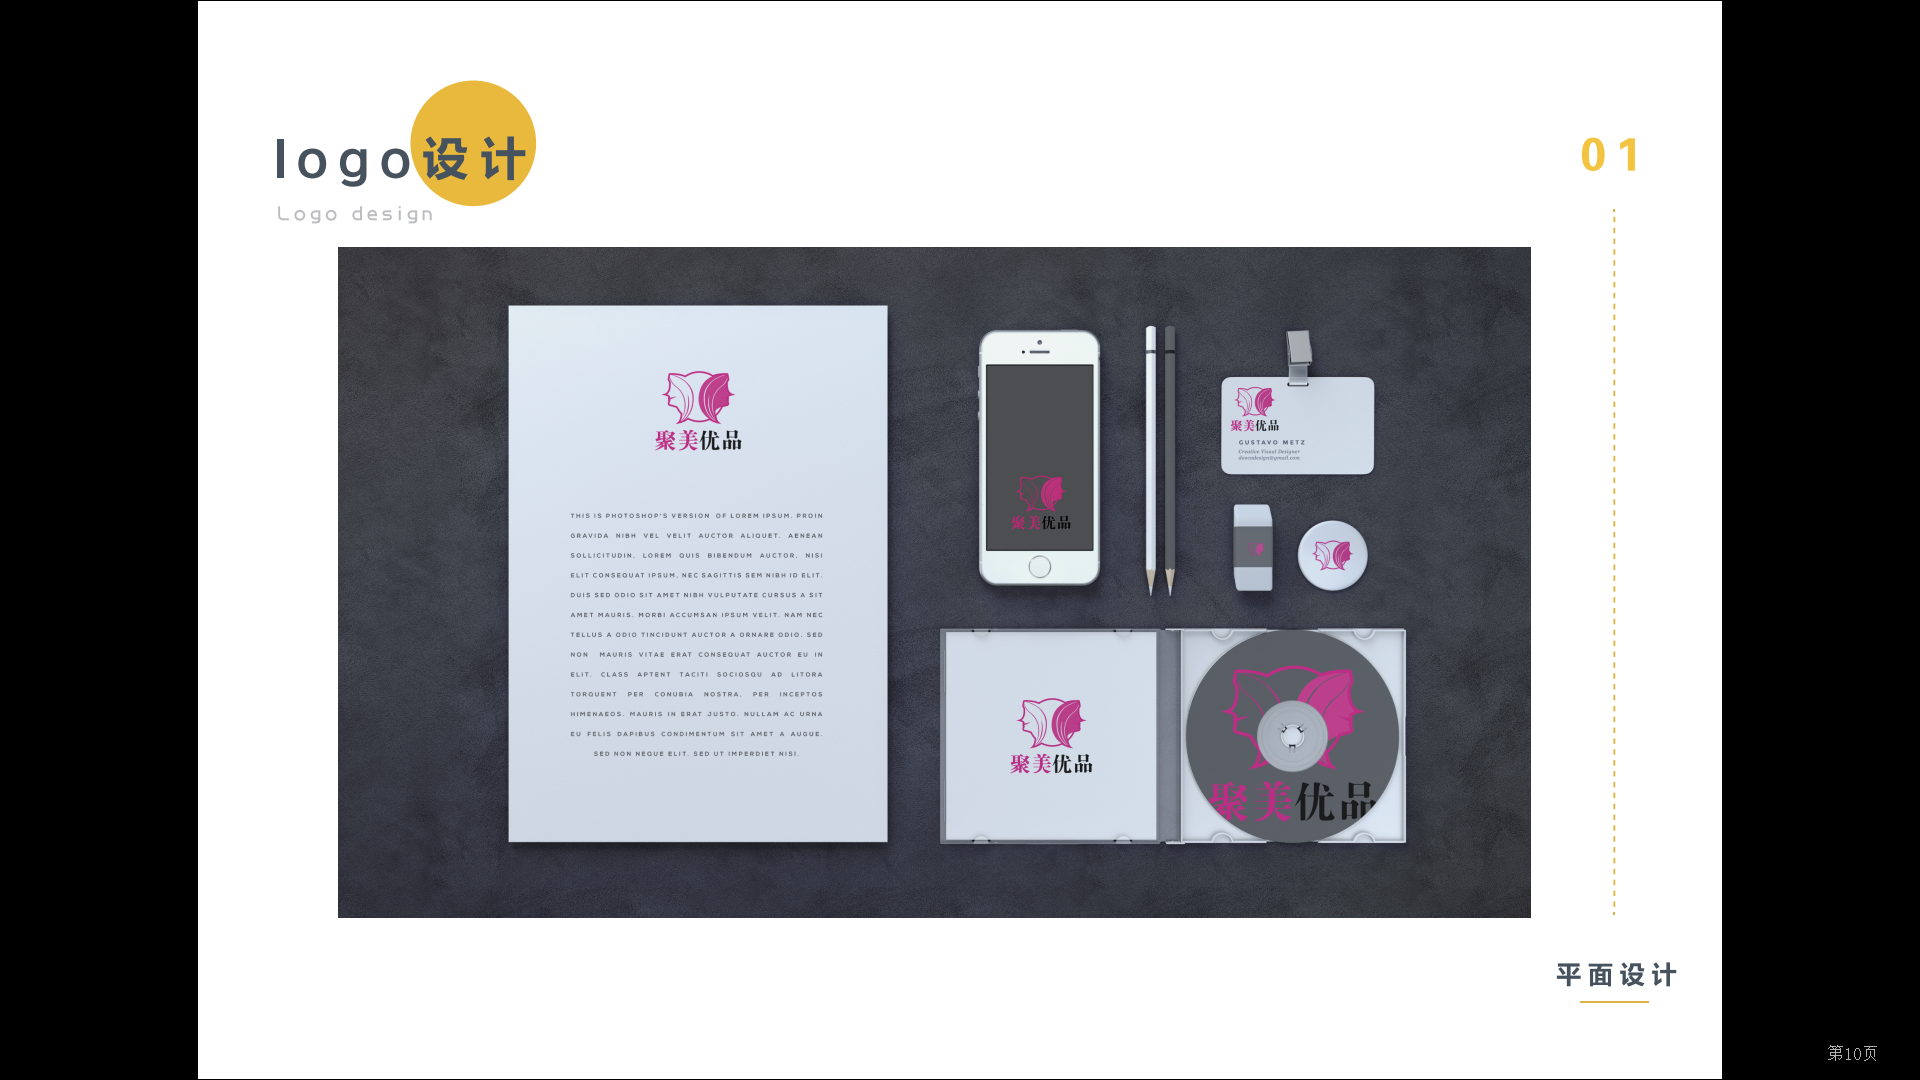 logo设计
Logo design
01
聚美优品
THIS IS PHOTOSHOP'S VERSION OF LOREM IPSUM. PROIN
GRAVIDA NIBH VEL VELIT AUCTOR ALIQUET. AENEAN
SOLLICITUDIN, LOREM QUIS BIBENDUM AUCTOR, NISI
ELIT CONSEQUAT IPSUM, NEC SAGITTIS SEM NIBH ID ELIT.
DUIS SED ODIO SIT AMET NIBH VULPUTATE CURSUS A SIT
AMET MAURIS. MORBI ACCUMSAN IPSUM VELIT. NAM NEC
TELLUS A ODIO TINCIDUNT AUCTOR A ORNARE ODIO. SED
NON MAURIS VITAE ERAT CONSEQUAT AUCTOR EU IN
ELIT. CLASS APTENT TACITI SOCIOSQU AD LITORA
TORQUENT PER CONUBIA NOSTRA, PER INCEPTOS
HIMENAEOS. MAURIS IN ERAT JUSTO. NULLAM AC URNA
EU FELIS DAPIBUS CONDIMENTUM SIT AMET A AUGUE.
SED NON NEQUE ELIT. SED UT IMPERDIET NISI.
聚美优品
聚美优品
GUSTAVO METZ
Creative Visual Designer
聚美优品
聚美优品
平面设计
第10页